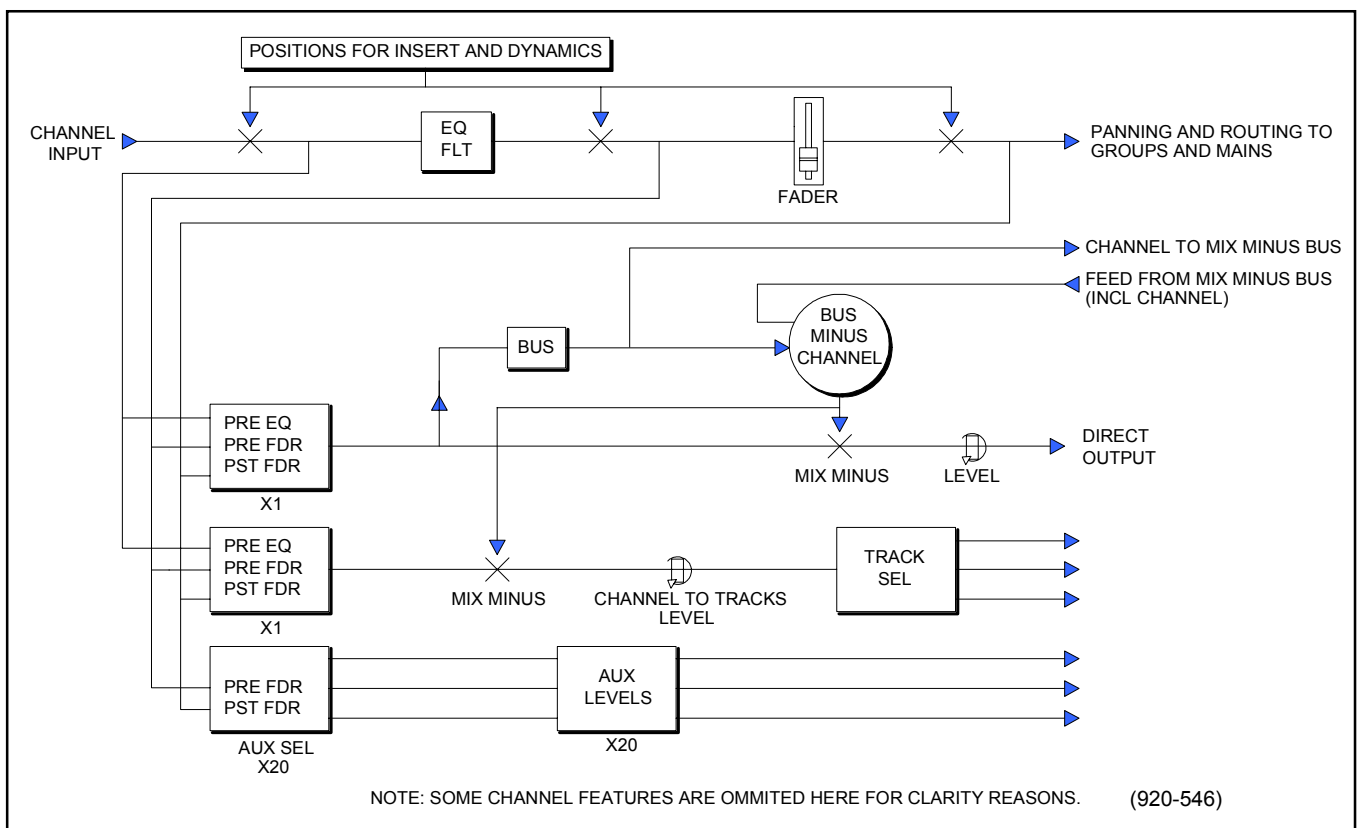 POSITIONS FOR INSERT AND DYNAMICS
CHANNEL
INPUT
EQ
FLT
FADER
PANNING AND ROUTING TO
GROUPS AND MAINS
CHANNEL TO MIX MINUS BUS
FEED FROM MIX MINUS BUS
(INCL CHANNEL)
BUS
BUS
MINUS
CHANNEL
PRE EQ
PRE FDR
PST FDR
X1
MIX MINUS
LEVEL
DIRECT
OUTPUT
PRE EQ
PRE FDR
PST FDR
X1
MIX MINUS
CHANNEL TO TRACKS
LEVEL
TRACK
SEL
PRE FDR
PST FDR
AUX SEL
X20
AUX
LEVELS
X20
NOTE: SOME CHANNEL FEATURES ARE OMMITED HERE FOR CLARITY REASONS.
(920-546)